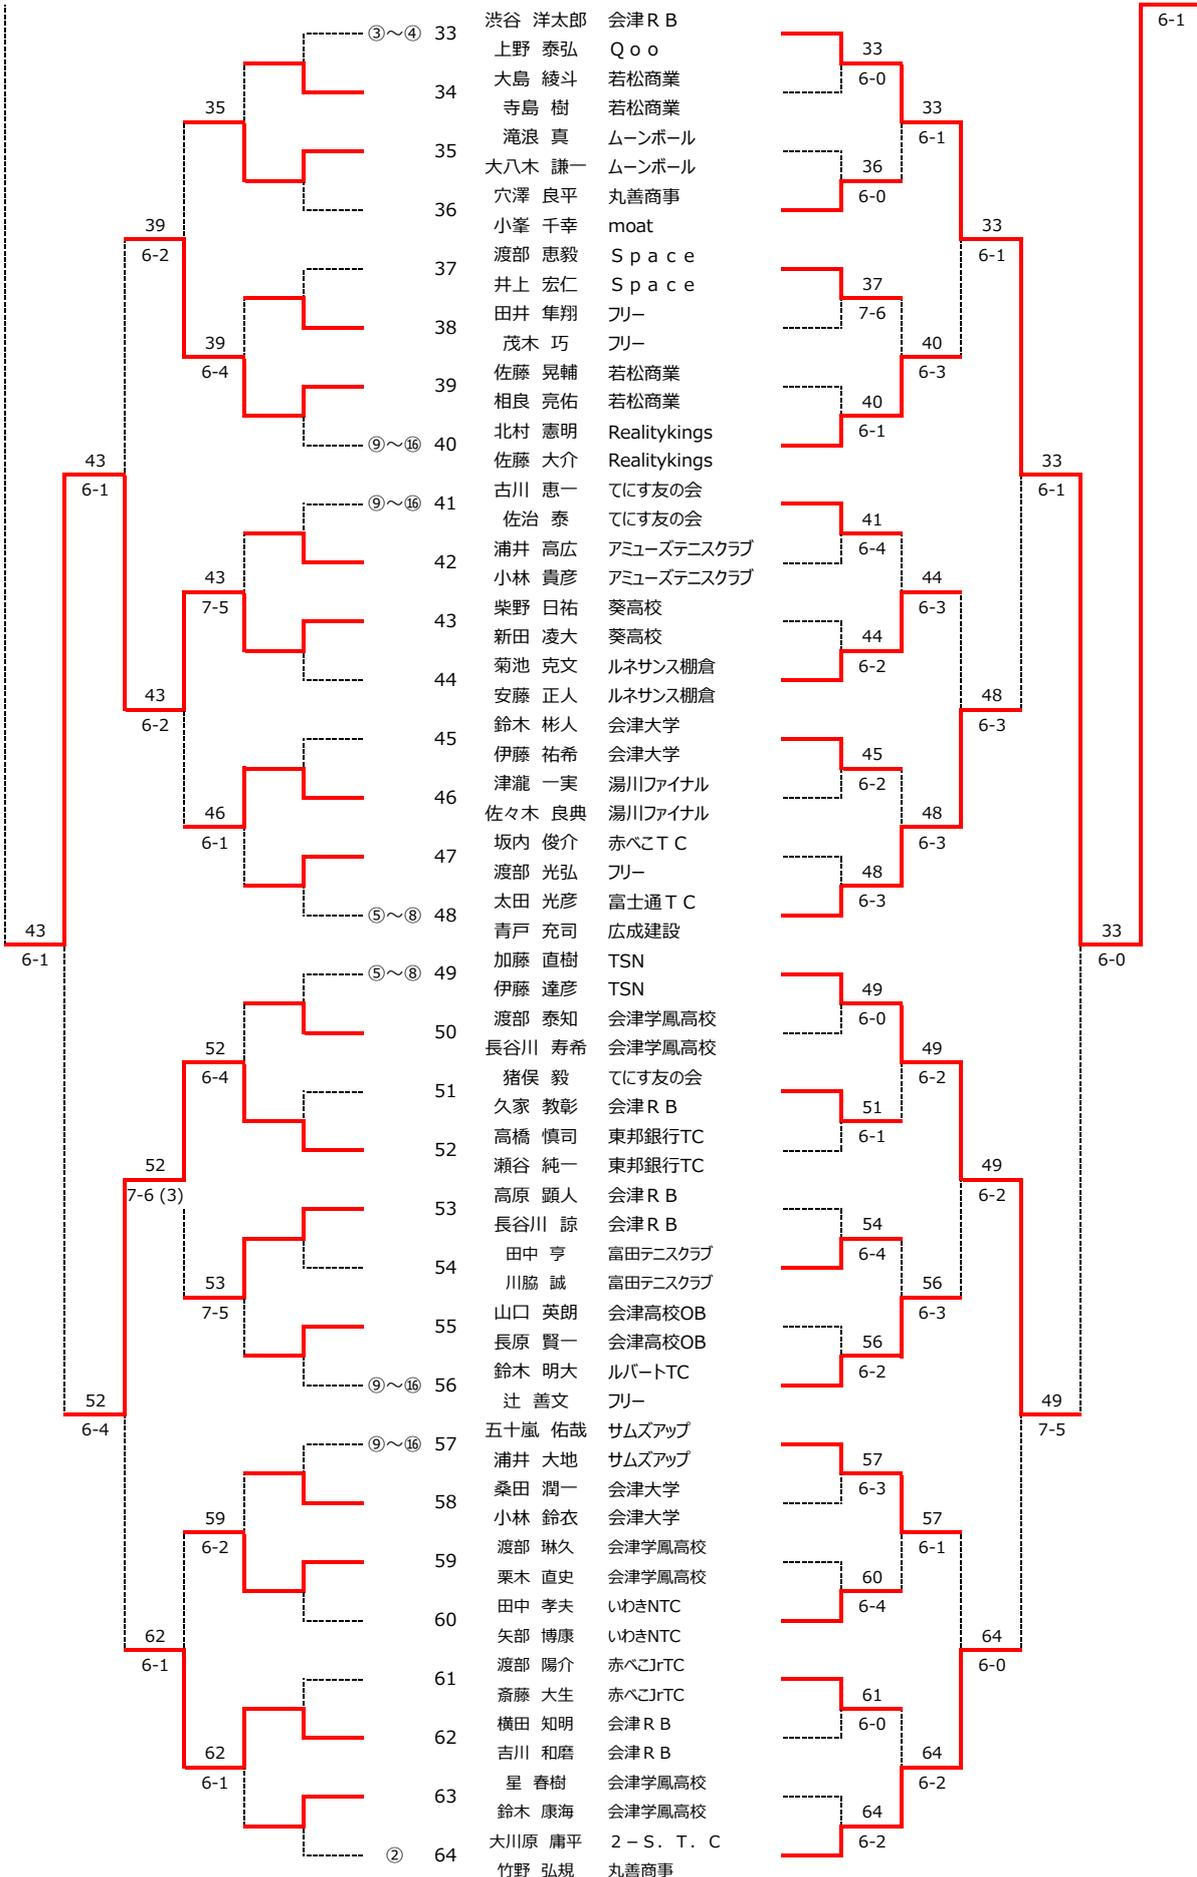 渋谷 洋太郎 会津ＲＢ
6-1
③～④ 33
上野 泰弘 Ｑｏｏ
33
6-0
大島 綾斗 若松商業
34
35
寺島 樹 若松商業
33
6-1
滝浪 真 ムーンボール
35
大八木 謙一 ムーンボール
36
6-0
穴澤 良平 丸善商事
36
小峯 千幸 moat
39
6-2
33
6-1
渡部 恵毅 Ｓｐａｃｅ
37
井上 宏仁 Ｓｐａｃｅ
37
7-6
田井 隼翔 フリー
38
茂木 巧 フリー
39
6-4
40
6-3
佐藤 晃輔 若松商業
39
相良 亮佑 若松商業
40
6-1
北村 憲明 Realitykings
⑨～⑯ 40
佐藤 大介 Realitykings
43
6-1
33
6-1
古川 恵一 てにす友の会
⑨～⑯ 41
佐治 泰 てにす友の会
41
6-4
浦井 高広 アミューズテニスクラブ
42
小林 貴彦 アミューズテニスクラブ
43
7-5
44
6-3
柴野 日祐 葵高校
43
新田 凌大 葵高校
44
6-2
菊池 克文 ルネサンス棚倉
44
安藤 正人 ルネサンス棚倉
43
6-2
48
6-3
鈴木 彬人 会津大学
45
伊藤 祐希 会津大学
45
6-2
津瀧 一実 湯川ファイナル
46
佐々木 良典 湯川ファイナル
46
6-1
48
6-3
坂内 俊介 赤べこＴＣ
47
渡部 光弘 フリー
48
6-3
太田 光彦 富士通ＴＣ
⑤～⑧ 48
青戸 充司 広成建設
43
6-1
33
6-0
加藤 直樹 TSN
⑤～⑧ 49
伊藤 達彦 TSN
49
6-0
渡部 泰知 会津学鳳高校
50
長谷川 寿希 会津学鳳高校
52
6-4
49
6-2
猪俣 毅 てにす友の会
51
久家 教彰 会津ＲＢ
51
6-1
高橋 慎司 東邦銀行TC
52
瀬谷 純一 東邦銀行TC
52
7-6 (3)
49
6-2
高原 顕人 会津ＲＢ
53
長谷川 諒 会津ＲＢ
54
6-4
田中 亨 富田テニスクラブ
54
川脇 誠 富田テニスクラブ
53
7-5
56
6-3
山口 英朗 会津高校OB
55
長原 賢一 会津高校OB
56
6-2
鈴木 明大 ルバートTC
⑨～⑯ 56
辻 善文 フリー
52
6-4
49
7-5
五十嵐 佑哉 サムズアップ
⑨～⑯ 57
浦井 大地 サムズアップ
57
6-3
桑田 潤一 会津大学
58
小林 鈴衣 会津大学
59
6-2
57
6-1
渡部 琳久 会津学鳳高校
59
栗木 直史 会津学鳳高校
60
6-4
田中 孝夫 いわきNTC
60
矢部 博康 いわきNTC
62
6-1
64
6-0
渡部 陽介 赤べこJrTC
61
斎藤 大生 赤べこJrTC
61
6-0
横田 知明 会津ＲＢ
62
吉川 和磨 会津ＲＢ
62
6-1
64
6-2
星 春樹 会津学鳳高校
63
鈴木 康海 会津学鳳高校
64
6-2
大川原 庸平 ２－Ｓ．Ｔ．Ｃ
② 64
竹野 弘規 丸善商事